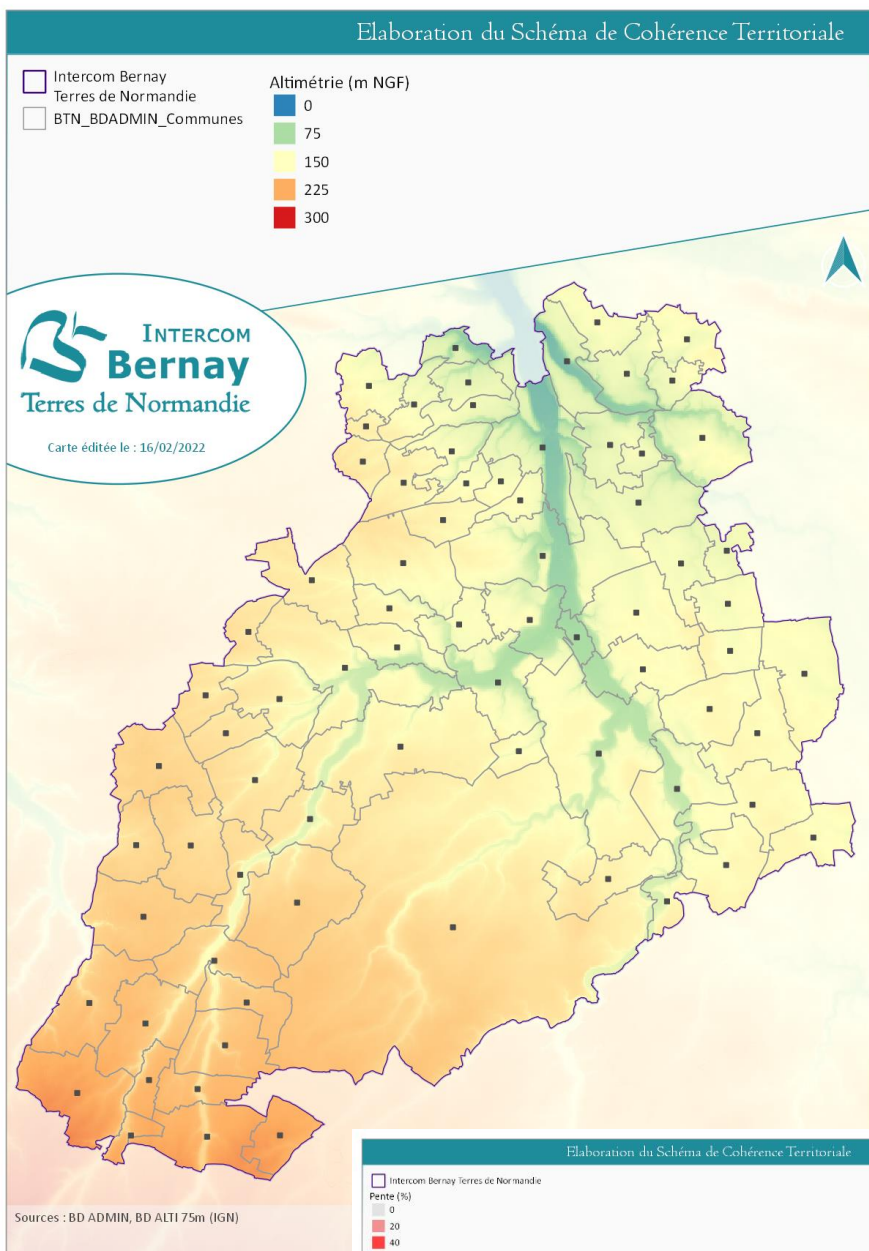 Elaboration du Schéma de Cohérence Territoriale
Intercom Bernay
Terres de Normandie
BTN_BDADMIN_Communes
Altimétrie (m NGF)
0
75
150
225
300
INTERCOM
Bernay
Terres de Normandie
Carte éditée le : 16/02/2022
Sources : BD ADMIN, BD ALTI 75m (IGN)
Elaboration du Schéma de Cohérence Territoriale
Intercom Bernay Terres de Normandie
Pente (%)
0
20
40